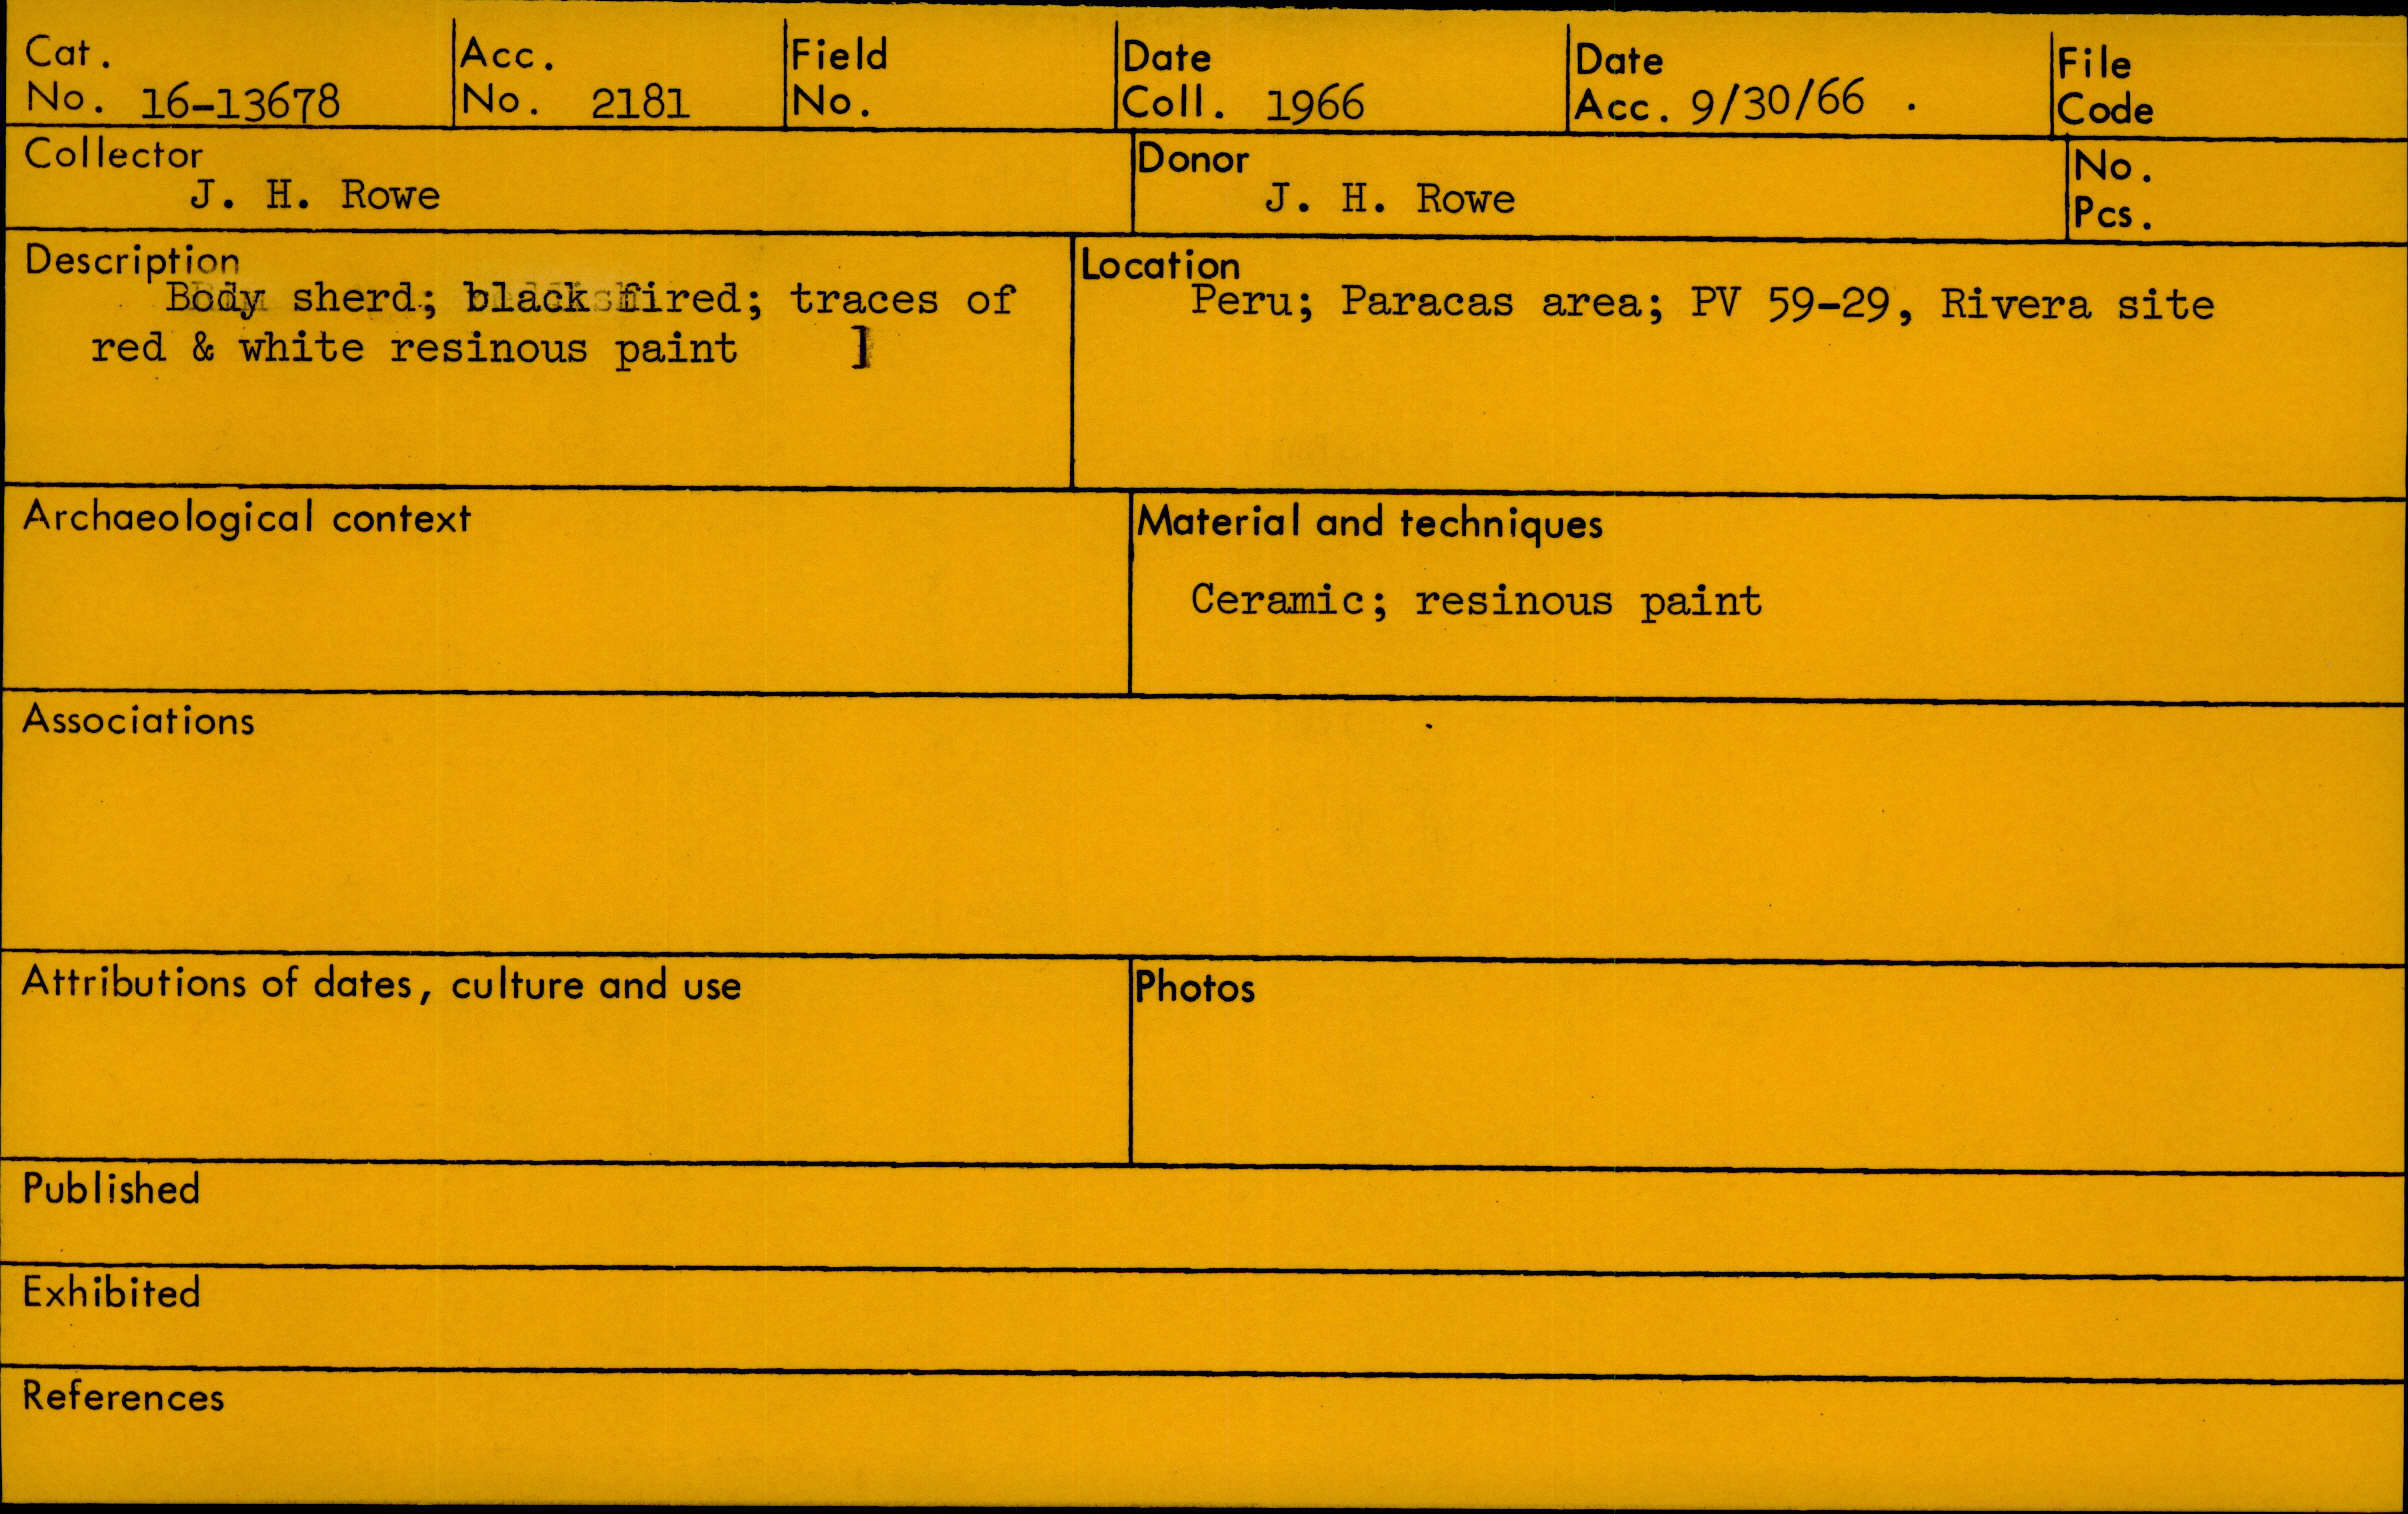 Cat. No. 16-13678
Acc. No. 2181
Field No.
Date Coll. 1966
Date Acc. 9/30/66 .
File Code
Collector
J. H. Rowe
Donor
J. H. Rowe
No. Pcs.
Description
Body sherd; black fired; traces of
red & white resinous paint ]
Location
Peru; Paracas area; PV 59-29, Rivera site
Archaeological context
Material and techniques
Ceramic; resinous paint
Associations
Attributions of dates, culture and use
Photos
Published
Exhibited
References